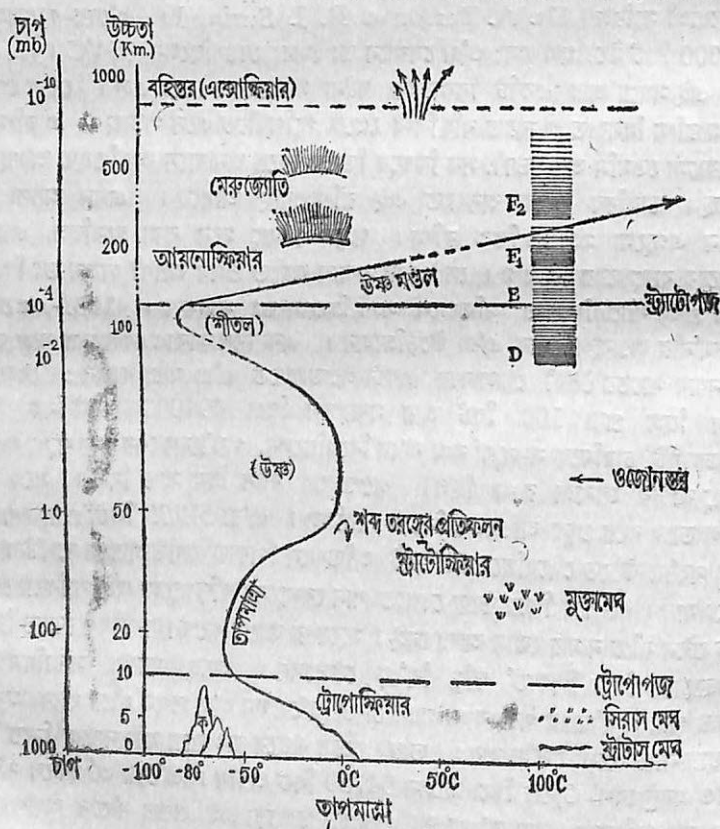 চাপ
(mb)
উচ্চতা
(Km)
10⁻¹⁰
1000
বহিস্তর (এক্সোস্ফিয়ার)
500
মেরুজ্যোতি
F₂
200
আয়নোস্ফিয়ার
F₁
উষ্ণ মণ্ডল
E
10⁻⁴
100
(শীতল)
স্ট্র্যাটোপজ
10⁻²
D
(উষ্ণ)
ওজোনস্তর
1·0
50
শব্দ তরঙ্গের প্রতিফলন
স্ট্রাটোস্ফিয়ার
মুক্তামেঘ
তাপমাত্রা
100
20
10
ট্রোপোপজ
ট্রোপোস্ফিয়ার
সিরাস মেঘ
5
ক
স্ট্রাটাস্ মেঘ
1000
0
চাপ
100° -80 -50° 0°C 50°C 100°C
তাপমাত্রা